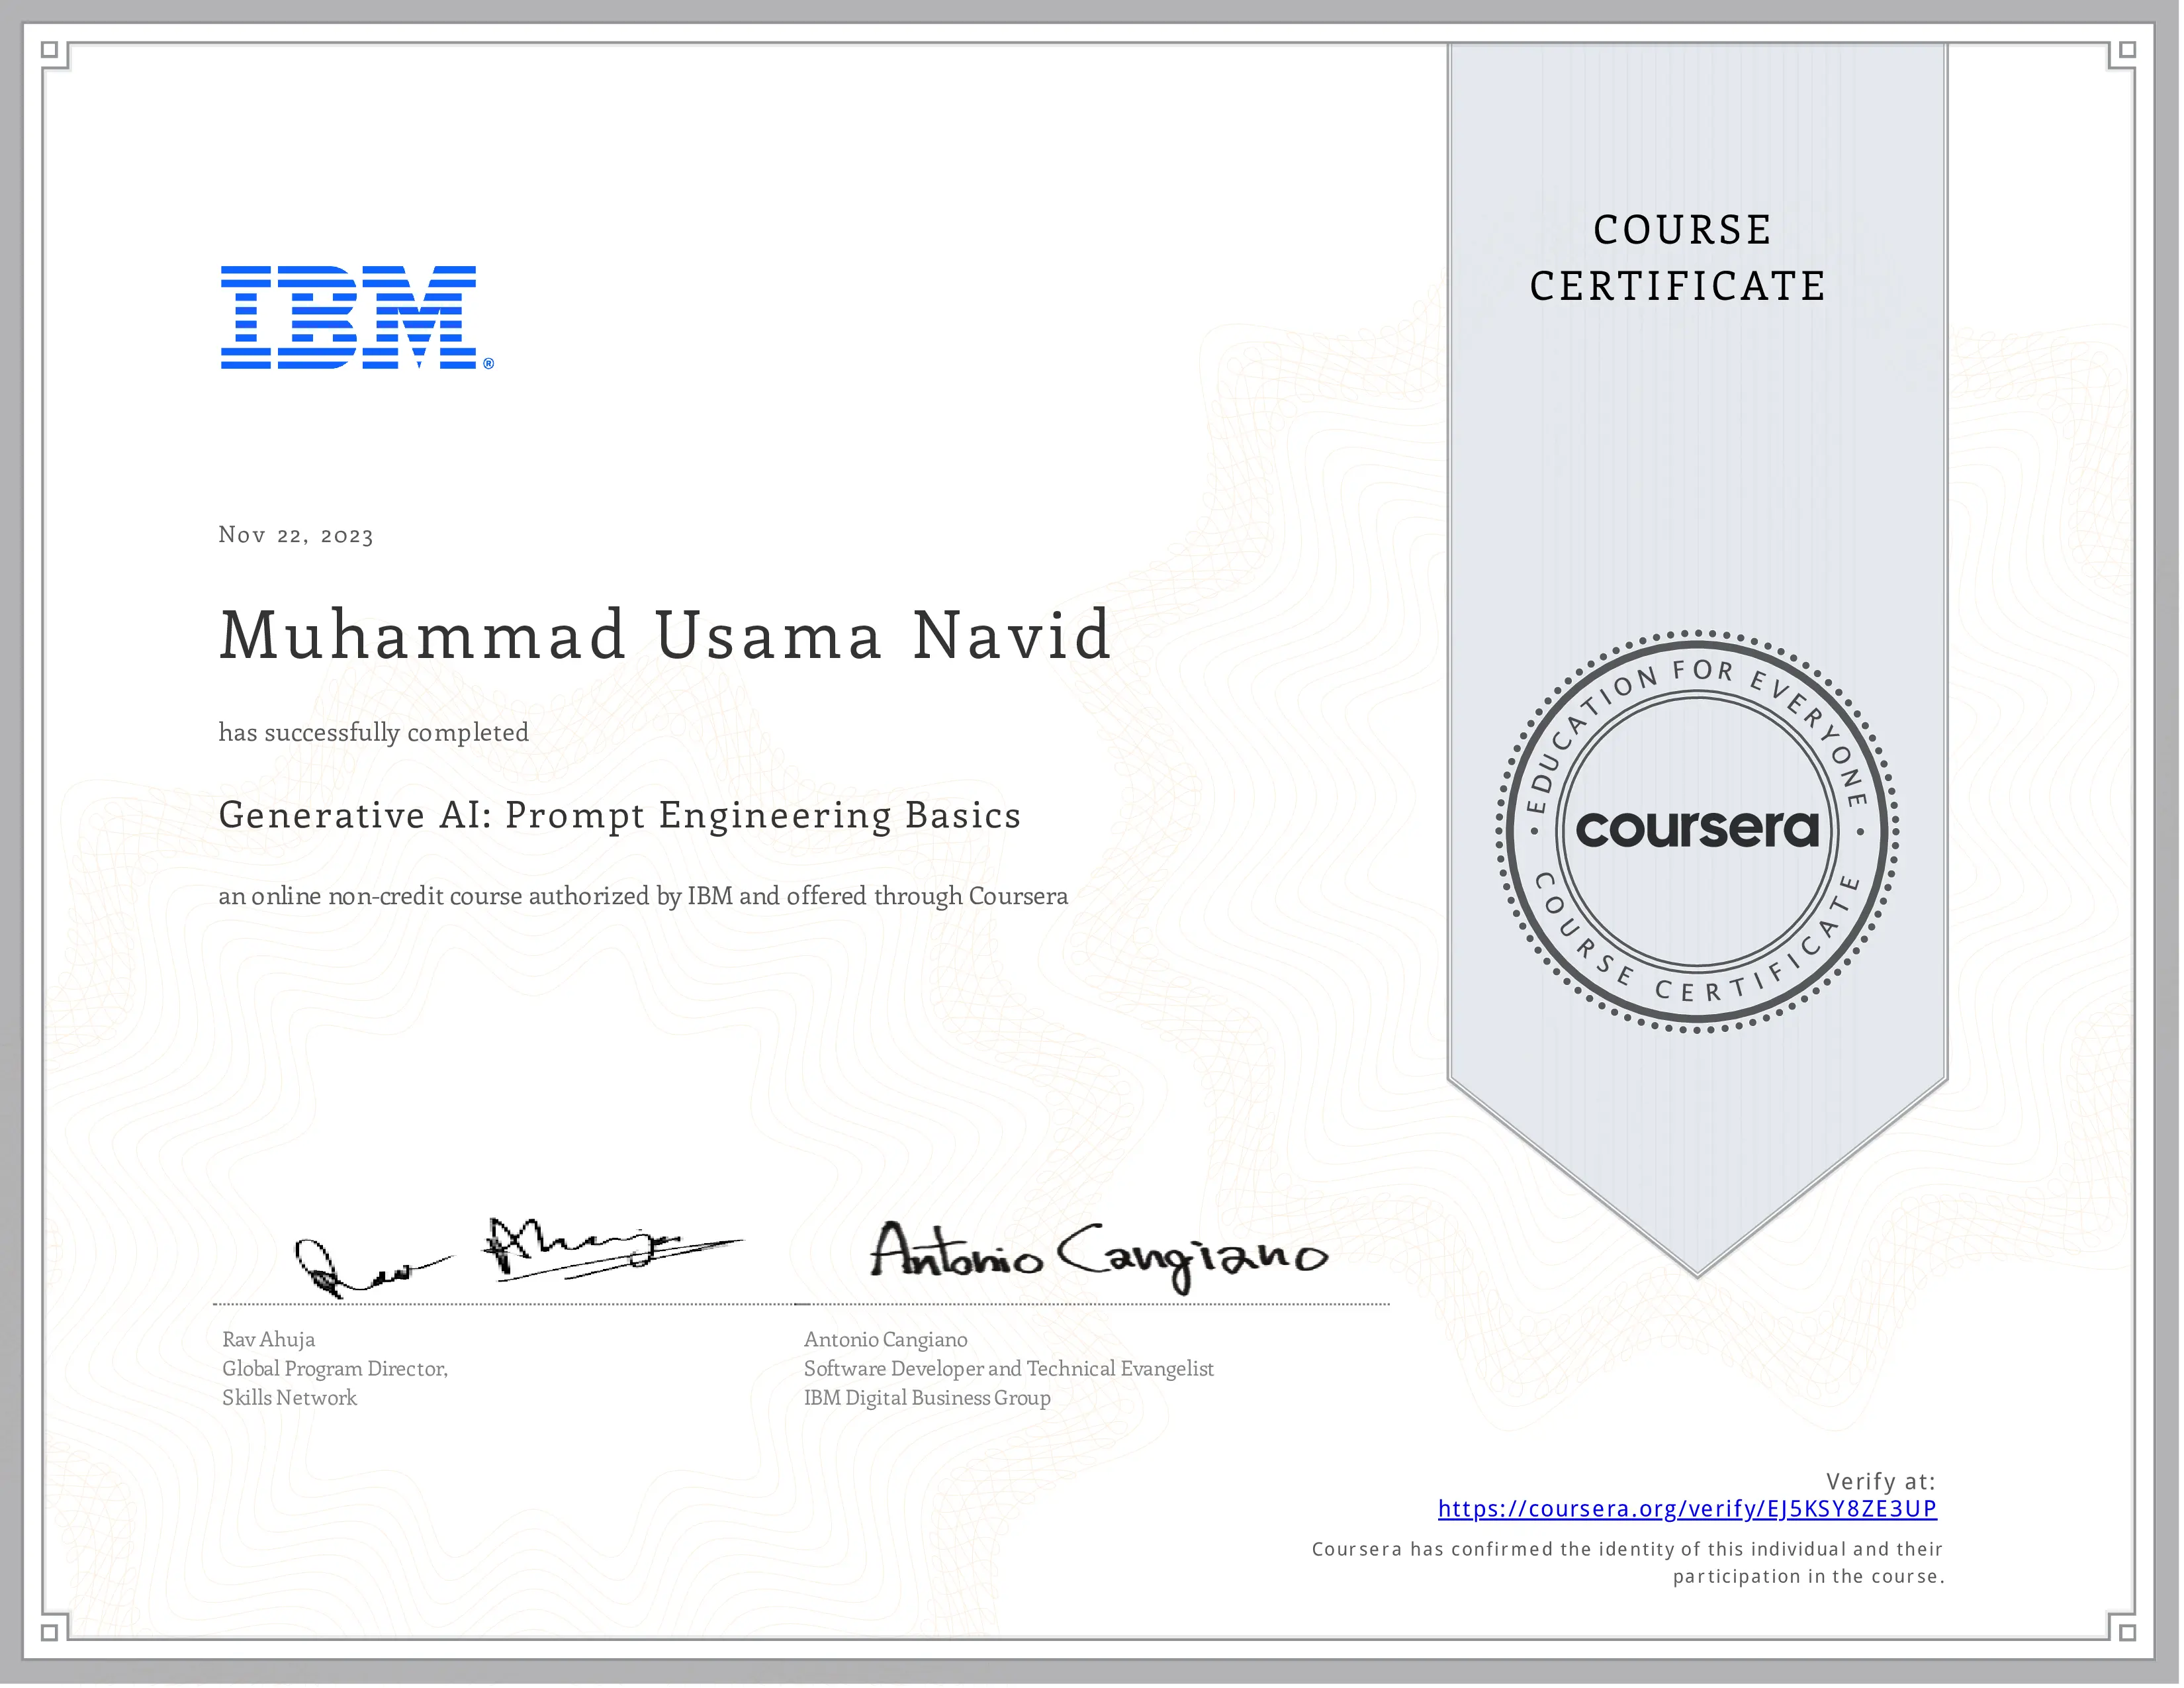 COURSE
CERTIFICATE
IBM®
Nov 22, 2023
Muhammad Usama Navid
has successfully completed
Generative AI: Prompt Engineering Basics
an online non-credit course authorized by IBM and offered through Coursera
EDUCATION FOR EVERYONE
coursera
COURSE CERTIFICATE
Antonio Cangiano
Rav Ahuja
Global Program Director,
Skills Network
Antonio Cangiano
Software Developer and Technical Evangelist
IBM Digital Business Group
Verify at:
https://coursera.org/verify/EJ5KSY8ZE3UP
Coursera has confirmed the identity of this individual and their
participation in the course.